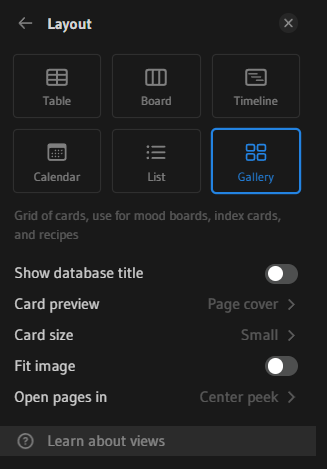 Layout
Table Board Timeline
Calendar List Gallery
Grid of cards, use for mood boards, index cards,
and recipes
Show database title
Card preview Page cover
Card size Small
Fit image
Open pages in Center peek
Learn about views